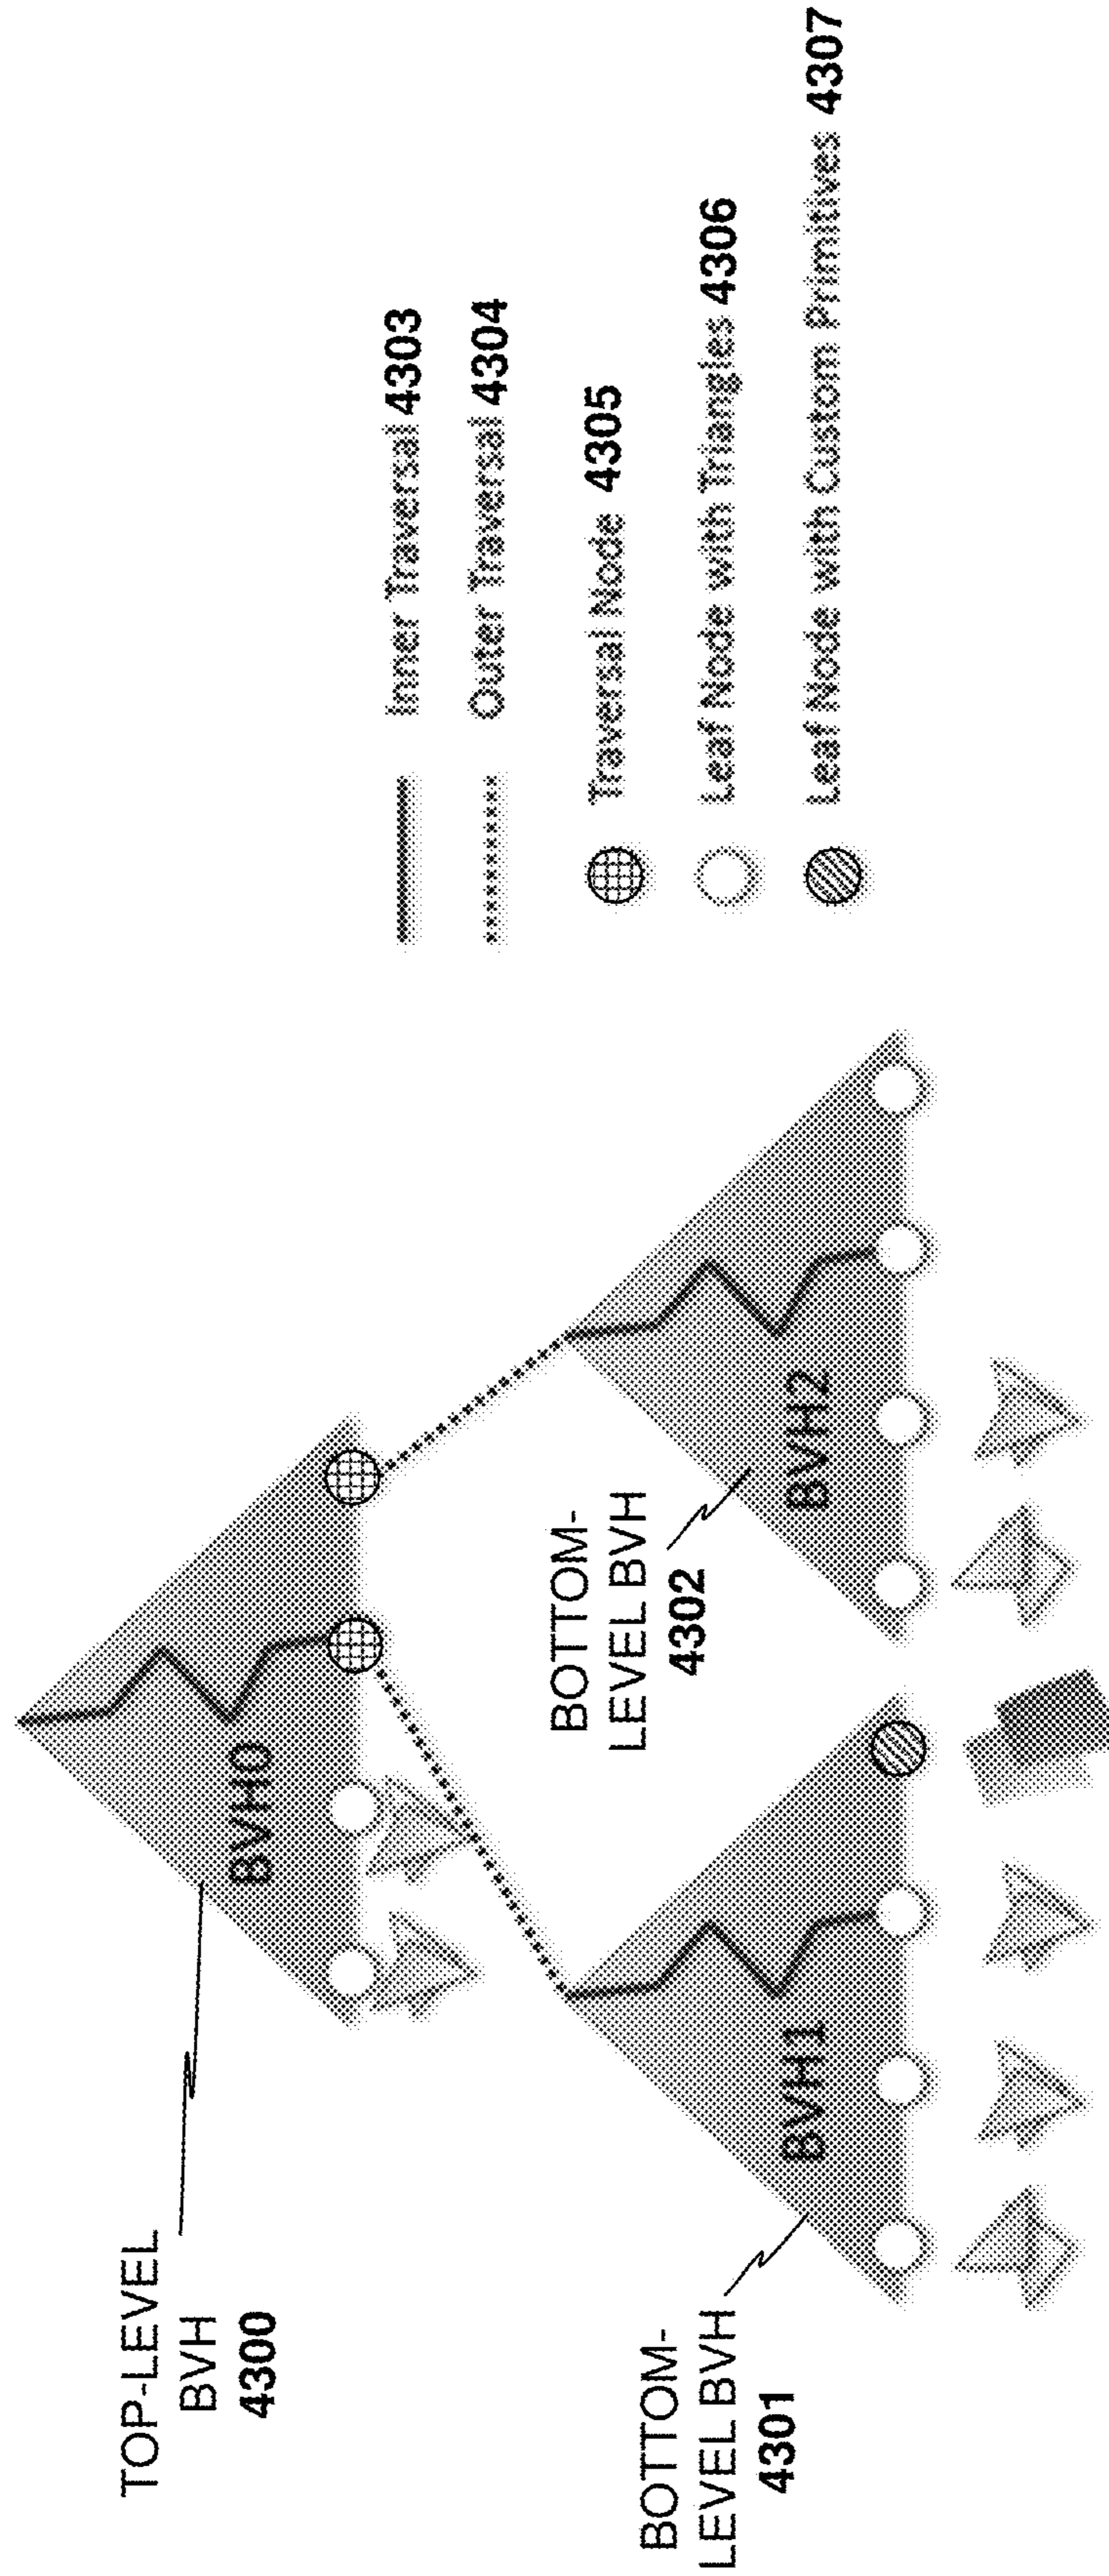 TOP-LEVEL
BVH
4300
BVH0
BOTTOM-
LEVEL BVH
4301
BVH1
BOTTOM-
LEVEL BVH
4302
BVH2
Inner Traversal 4303
Outer Traversal 4304
Traversal Node 4305
Leaf Node with Triangles 4306
Leaf Node with Custom Primitives 4307